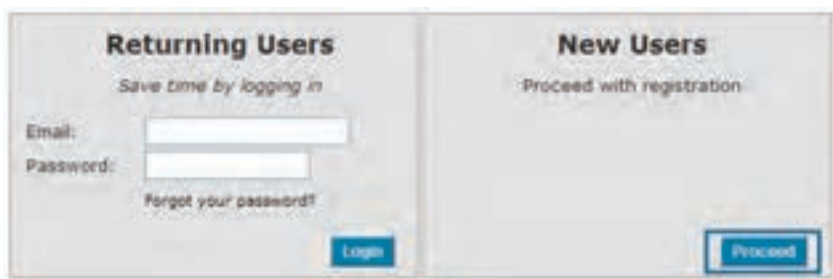 Returning Users
Save time by logging in
Email:
Password:
Forgot your password?
Login
New Users
Proceed with registration
Proceed